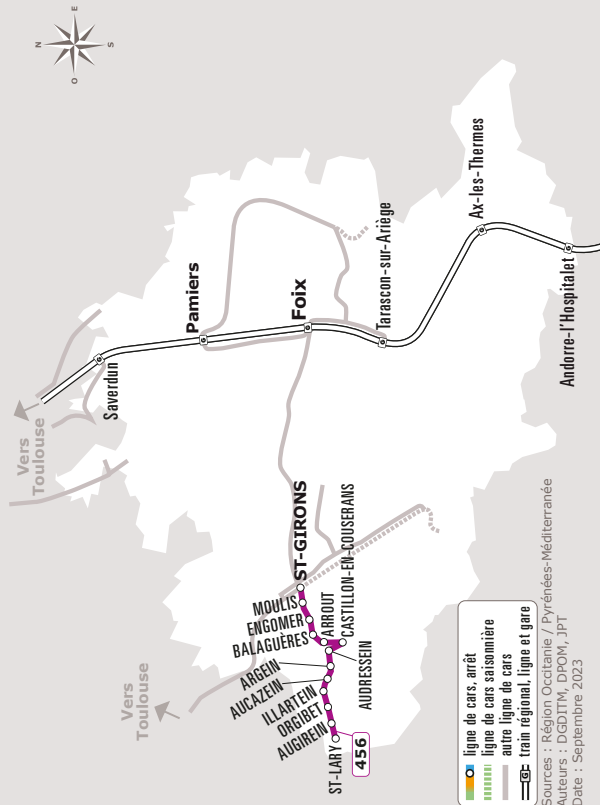 N
E
S
O
Vers
Toulouse
Saverdun
Pamiers
Foix
Tarascon-sur-Ariège
Ax-les-Thermes
Andorre-l'Hospitalet
Vers
Toulouse
ST-GIRONS
MOULIS
ENGOMER
BALAGUÈRES
ARROUT
CASTILLON-EN-COUSERANS
AUDRESSEIN
ARGEIN
AUCAZEIN
ILLARTEIN
ORGIBET
AUGIREIN
ST-LARY
456
ligne de cars, arrêt
ligne de cars saisonnière
autre ligne de cars
G train régional, ligne et gare
Sources : Région Occitanie / Pyrénées-Méditerranée
Auteurs : DGDITM, DPOM, JPT
Date : Septembre 2023